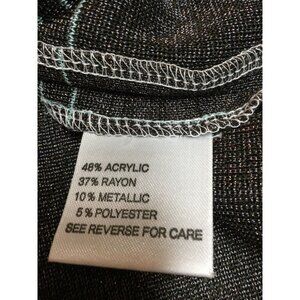 48% ACRYLIC
37% RAYON
10% METALLIC
5% POLYESTER
SEE REVERSE FOR CARE